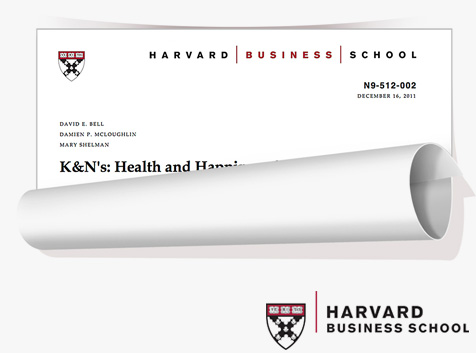 HARVARD | BUSINESS | SCHOOL
N9-512-002
DECEMBER 16, 2011
DAVID E. BELL
DAMIEN P. MCLOUGHLIN
MARY SHELMAN
K&N's: Health and
HARVARD
BUSINESS SCHOOL